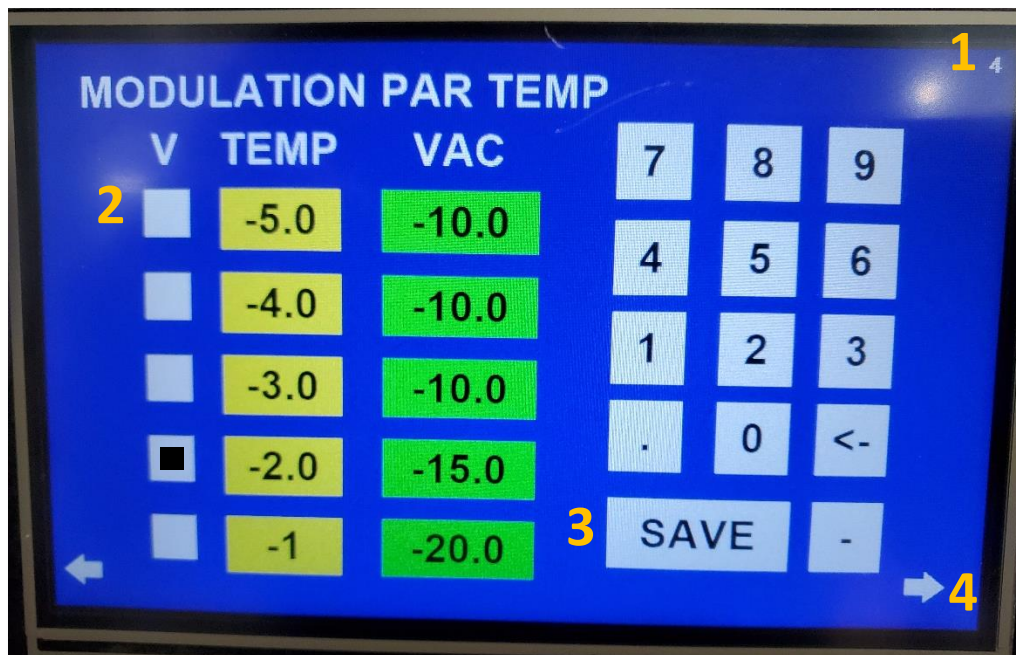 1 4
MODULATION PAR TEMP
V TEMP VAC
7 8 9
2 -5.0 -10.0
4 5 6
-4.0 -10.0
1 2 3
-3.0 -10.0
. 0 <-
-2.0 -15.0
3 SAVE -
-1 -20.0
4